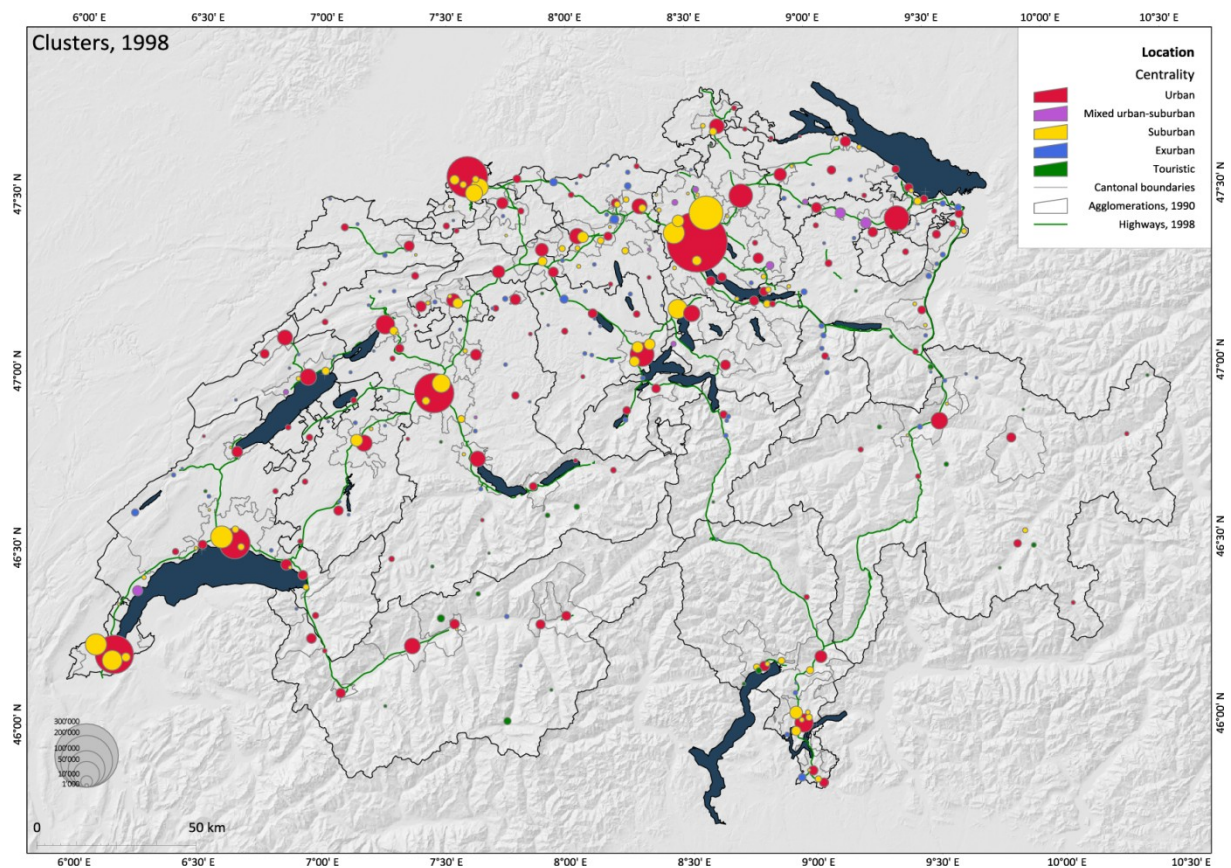 6°00' E 6°30' E 7°00' E 7°30' E 8°00' E 8°30' E 9°00' E 9°30' E 10°00' E 10°30' E
Clusters, 1998
Location
Centrality
Urban
Mixed urban-suburban
Suburban
Exurban
Touristic
Cantonal boundaries
Agglomerations, 1990
Highways, 1998
47°30' N 47°30' N
47°00' N 47°00' N
46°30' N 46°30' N
46°00' N 46°00' N
300'000
200'000
100'000
50'000
10'000
1'000
0 50 km
6°00' E 6°30' E 7°00' E 7°30' E 8°00' E 8°30' E 9°00' E 9°30' E 10°00' E 10°30' E